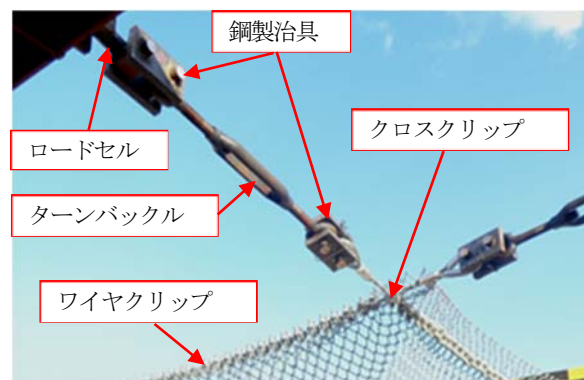 鋼製治具
クロスクリップ
ロードセル
ターンバックル
ワイヤクリップ